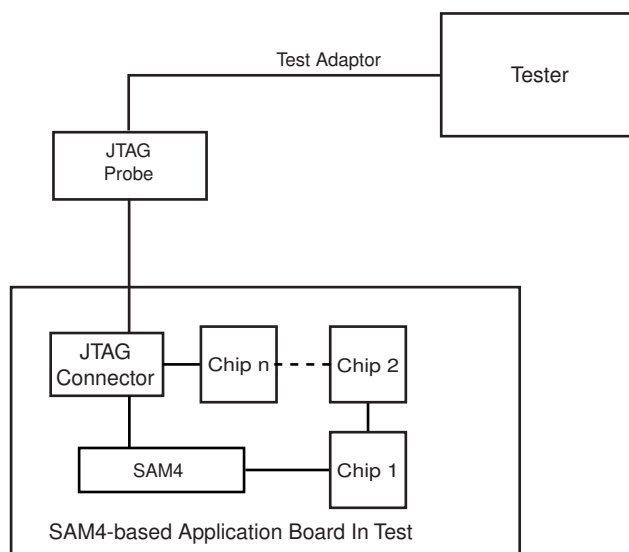 Test Adaptor
Tester
JTAG
Probe
JTAG
Connector
Chip n
Chip 2
SAM4
Chip 1
SAM4-based Application Board In Test